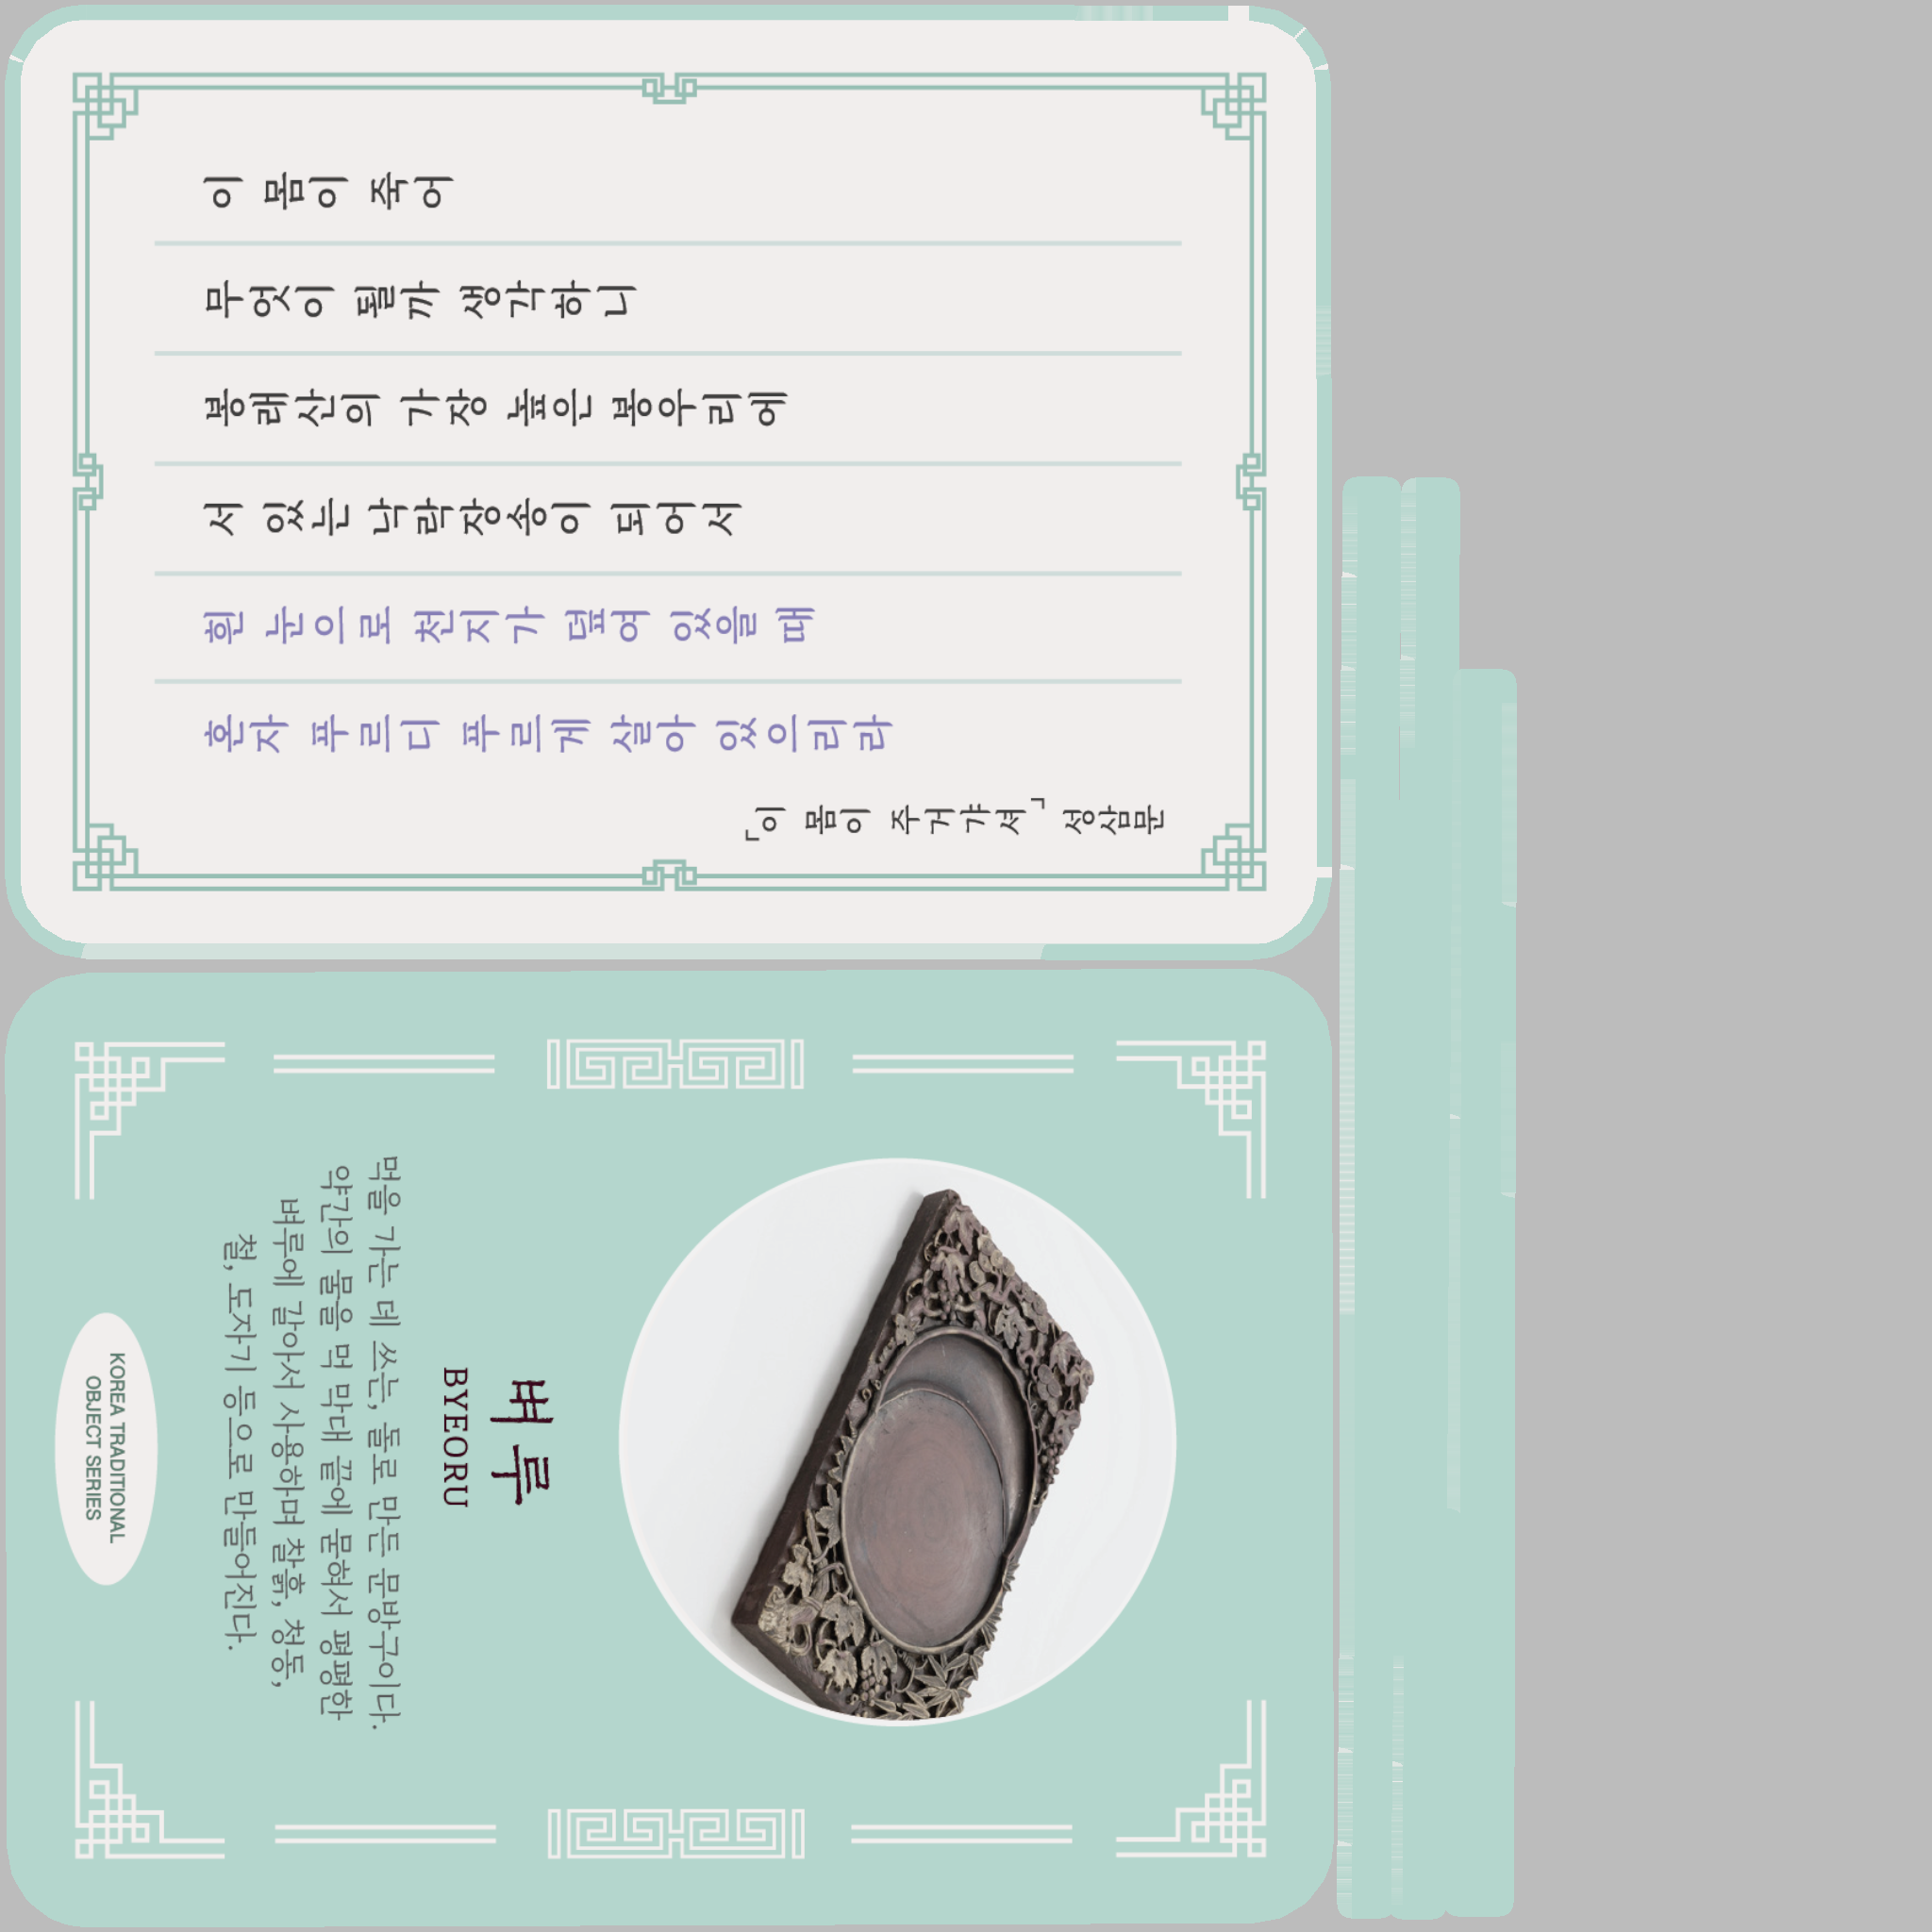 이 몸이 죽어
무엇이 될까 생각하니
봉래산의 가장 높은 봉우리에
서 있는 낙락장송이 되어서
흰 눈으로 천지가 덮여 있을 때
혼자 푸르디 푸르게 살아 있으리라
「이 몸이 주거가셔」 성삼문
벼루
BYEORU
먹을 가는 데 쓰는, 돌로 만든 문방구이다.
약간의 물을 먹 막대 끝에 묻혀서 평평한
벼루에 갈아서 사용하며 찰흙, 청동,
철, 도자기 등으로 만들어진다.
KOREA TRADITIONAL
OBJECT SERIES